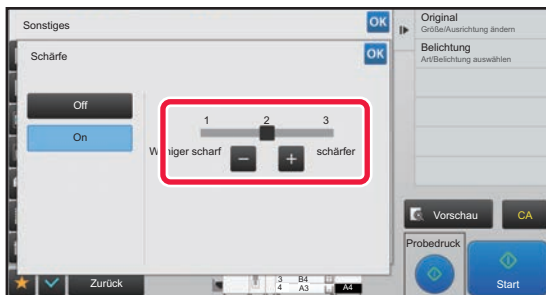 Sonstiges
OK
Schärfe
OK
Off
On
1 2 3
Weniger scharf
schärfer
Original
Größe/Ausrichtung ändern
Belichtung
Art/Belichtung auswählen
Vorschau
CA
Probedruck
Start
Zurück
3 B4
4 A3
A4